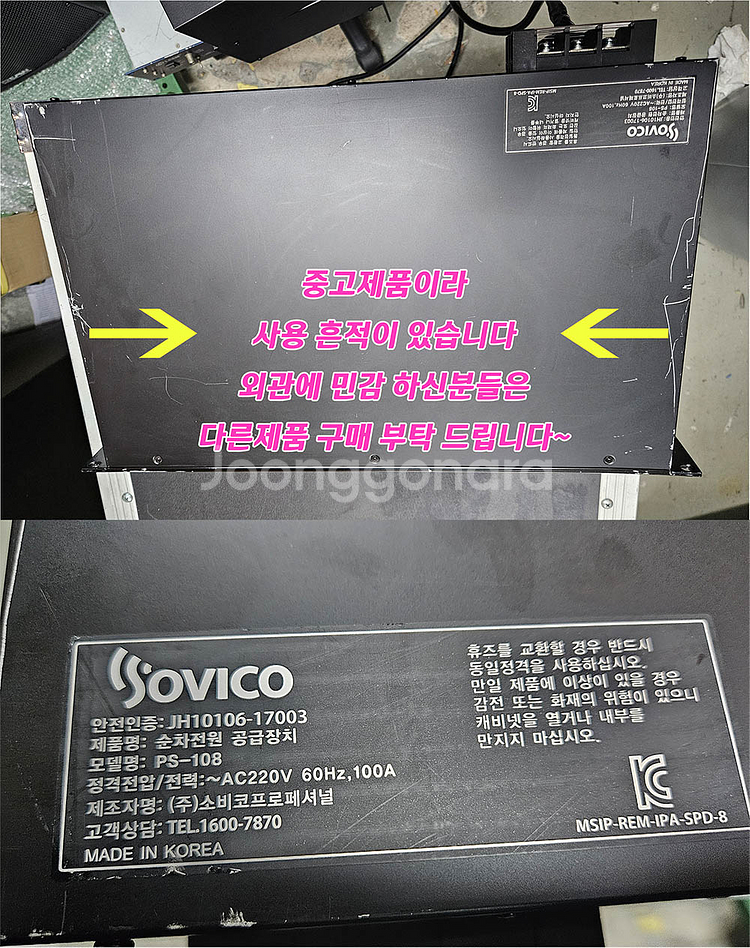 중고제품이라
사용 흔적이 있습니다
외관에 민감 하신분들은
다른제품 구매 부탁 드립니다~
Joonggonara
SOVICO
안전인증: JH10106-17003
제품명: 순차전원 공급장치
모델명: PS-108
정격전압/전력:~AC220V 60Hz,100A
제조자명: (주)소비코프로페셔널
고객상담: TEL.1600-7870
MADE IN KOREA
휴즈를 교환할 경우 반드시
동일정격을 사용하십시오.
만일 제품에 이상이 있을 경우
감전 또는 화재의 위험이 있으니
캐비넷을 열거나 내부를
만지지 마십시오.
MSIP-REM-IPA-SPD-8